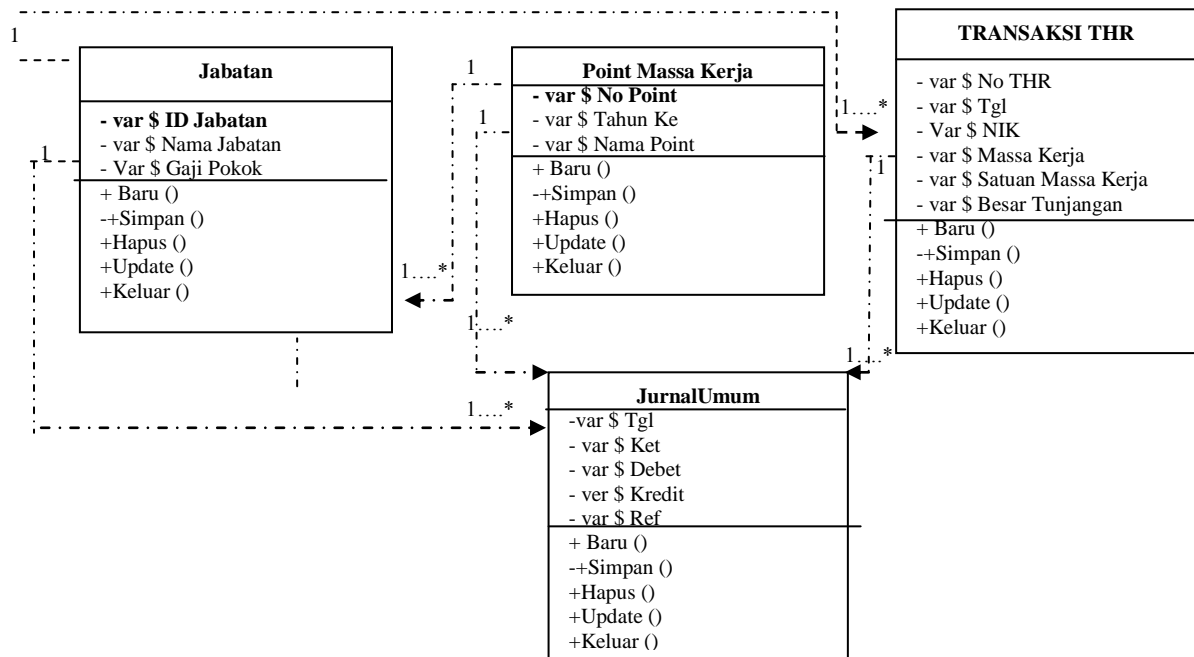 1
Jabatan
- var $ ID Jabatan
- var $ Nama Jabatan
- Var $ Gaji Pokok
+ Baru ()
-+Simpan ()
+Hapus ()
+Update ()
+Keluar ()
1
1
Point Massa Kerja
- var $ No Point
- var $ Tahun Ke
- var $ Nama Point
+ Baru ()
-+Simpan ()
+Hapus ()
+Update ()
+Keluar ()
1
1....*
1....*
TRANSAKSI THR
- var $ No THR
- var $ Tgl
- Var $ NIK
- var $ Massa Kerja
- var $ Satuan Massa Kerja
- var $ Besar Tunjangan
+ Baru ()
-+Simpan ()
+Hapus ()
+Update ()
+Keluar ()
1....*
1
1....*
1....*
JurnalUmum
-var $ Tgl
- var $ Ket
- var $ Debet
- ver $ Kredit
- var $ Ref
+ Baru ()
-+Simpan ()
+Hapus ()
+Update ()
+Keluar ()